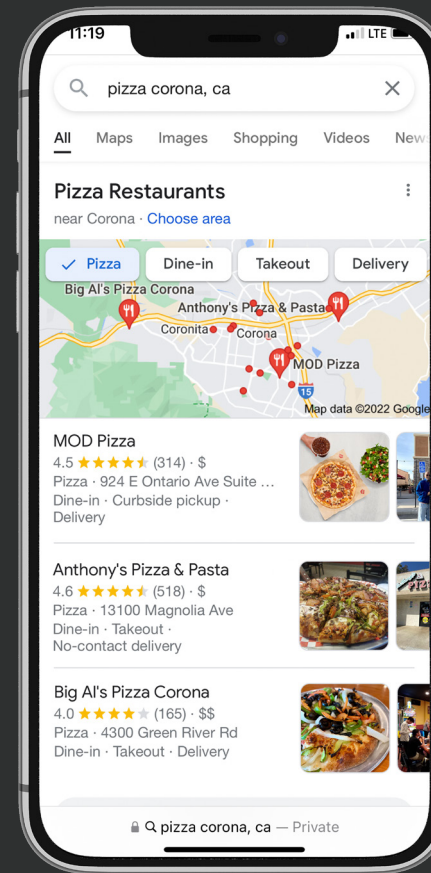 11:19 LTE
pizza corona, ca
All Maps Images Shopping Videos New
Pizza Restaurants
near Corona · Choose area
Pizza Dine-in Takeout Delivery
Big Al's Pizza Corona
Anthony's Pizza & Pasta
Coronita Corona
MOD Pizza
15
Map data ©2022 Google
MOD Pizza
4.5 ★★★★★ (314) · $
Pizza · 924 E Ontario Ave Suite ...
Dine-in · Curbside pickup ·
Delivery
Anthony's Pizza & Pasta
4.6 ★★★★★ (518) · $
Pizza · 13100 Magnolia Ave
Dine-in · Takeout ·
No-contact delivery
Big Al's Pizza Corona
4.0 ★★★★★ (165) · $$
Pizza · 4300 Green River Rd
Dine-in · Takeout · Delivery
pizza corona, ca — Private